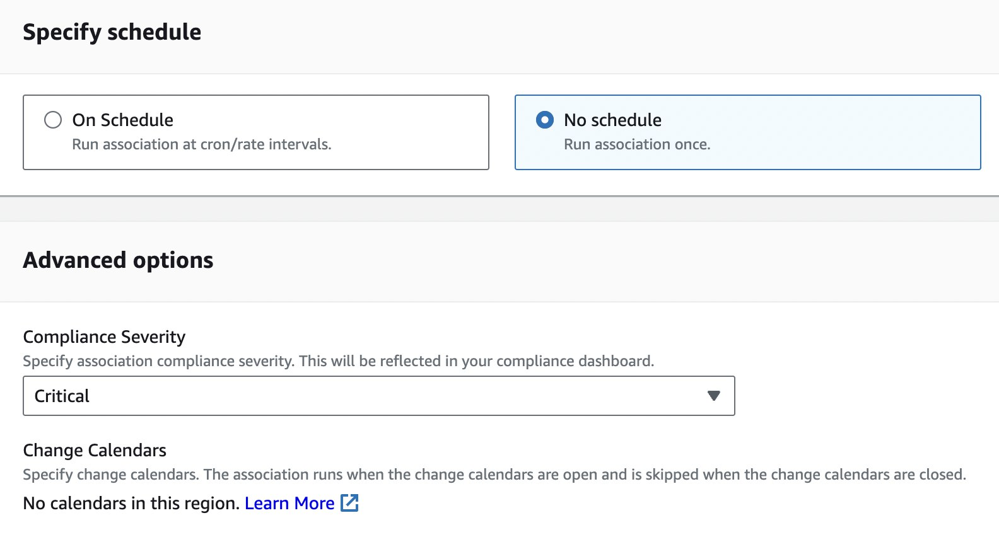 Specify schedule
On Schedule
Run association at cron/rate intervals.
No schedule
Run association once.
Advanced options
Compliance Severity
Specify association compliance severity. This will be reflected in your compliance dashboard.
Critical
Change Calendars
Specify change calendars. The association runs when the change calendars are open and is skipped when the change calendars are closed.
No calendars in this region. Learn More